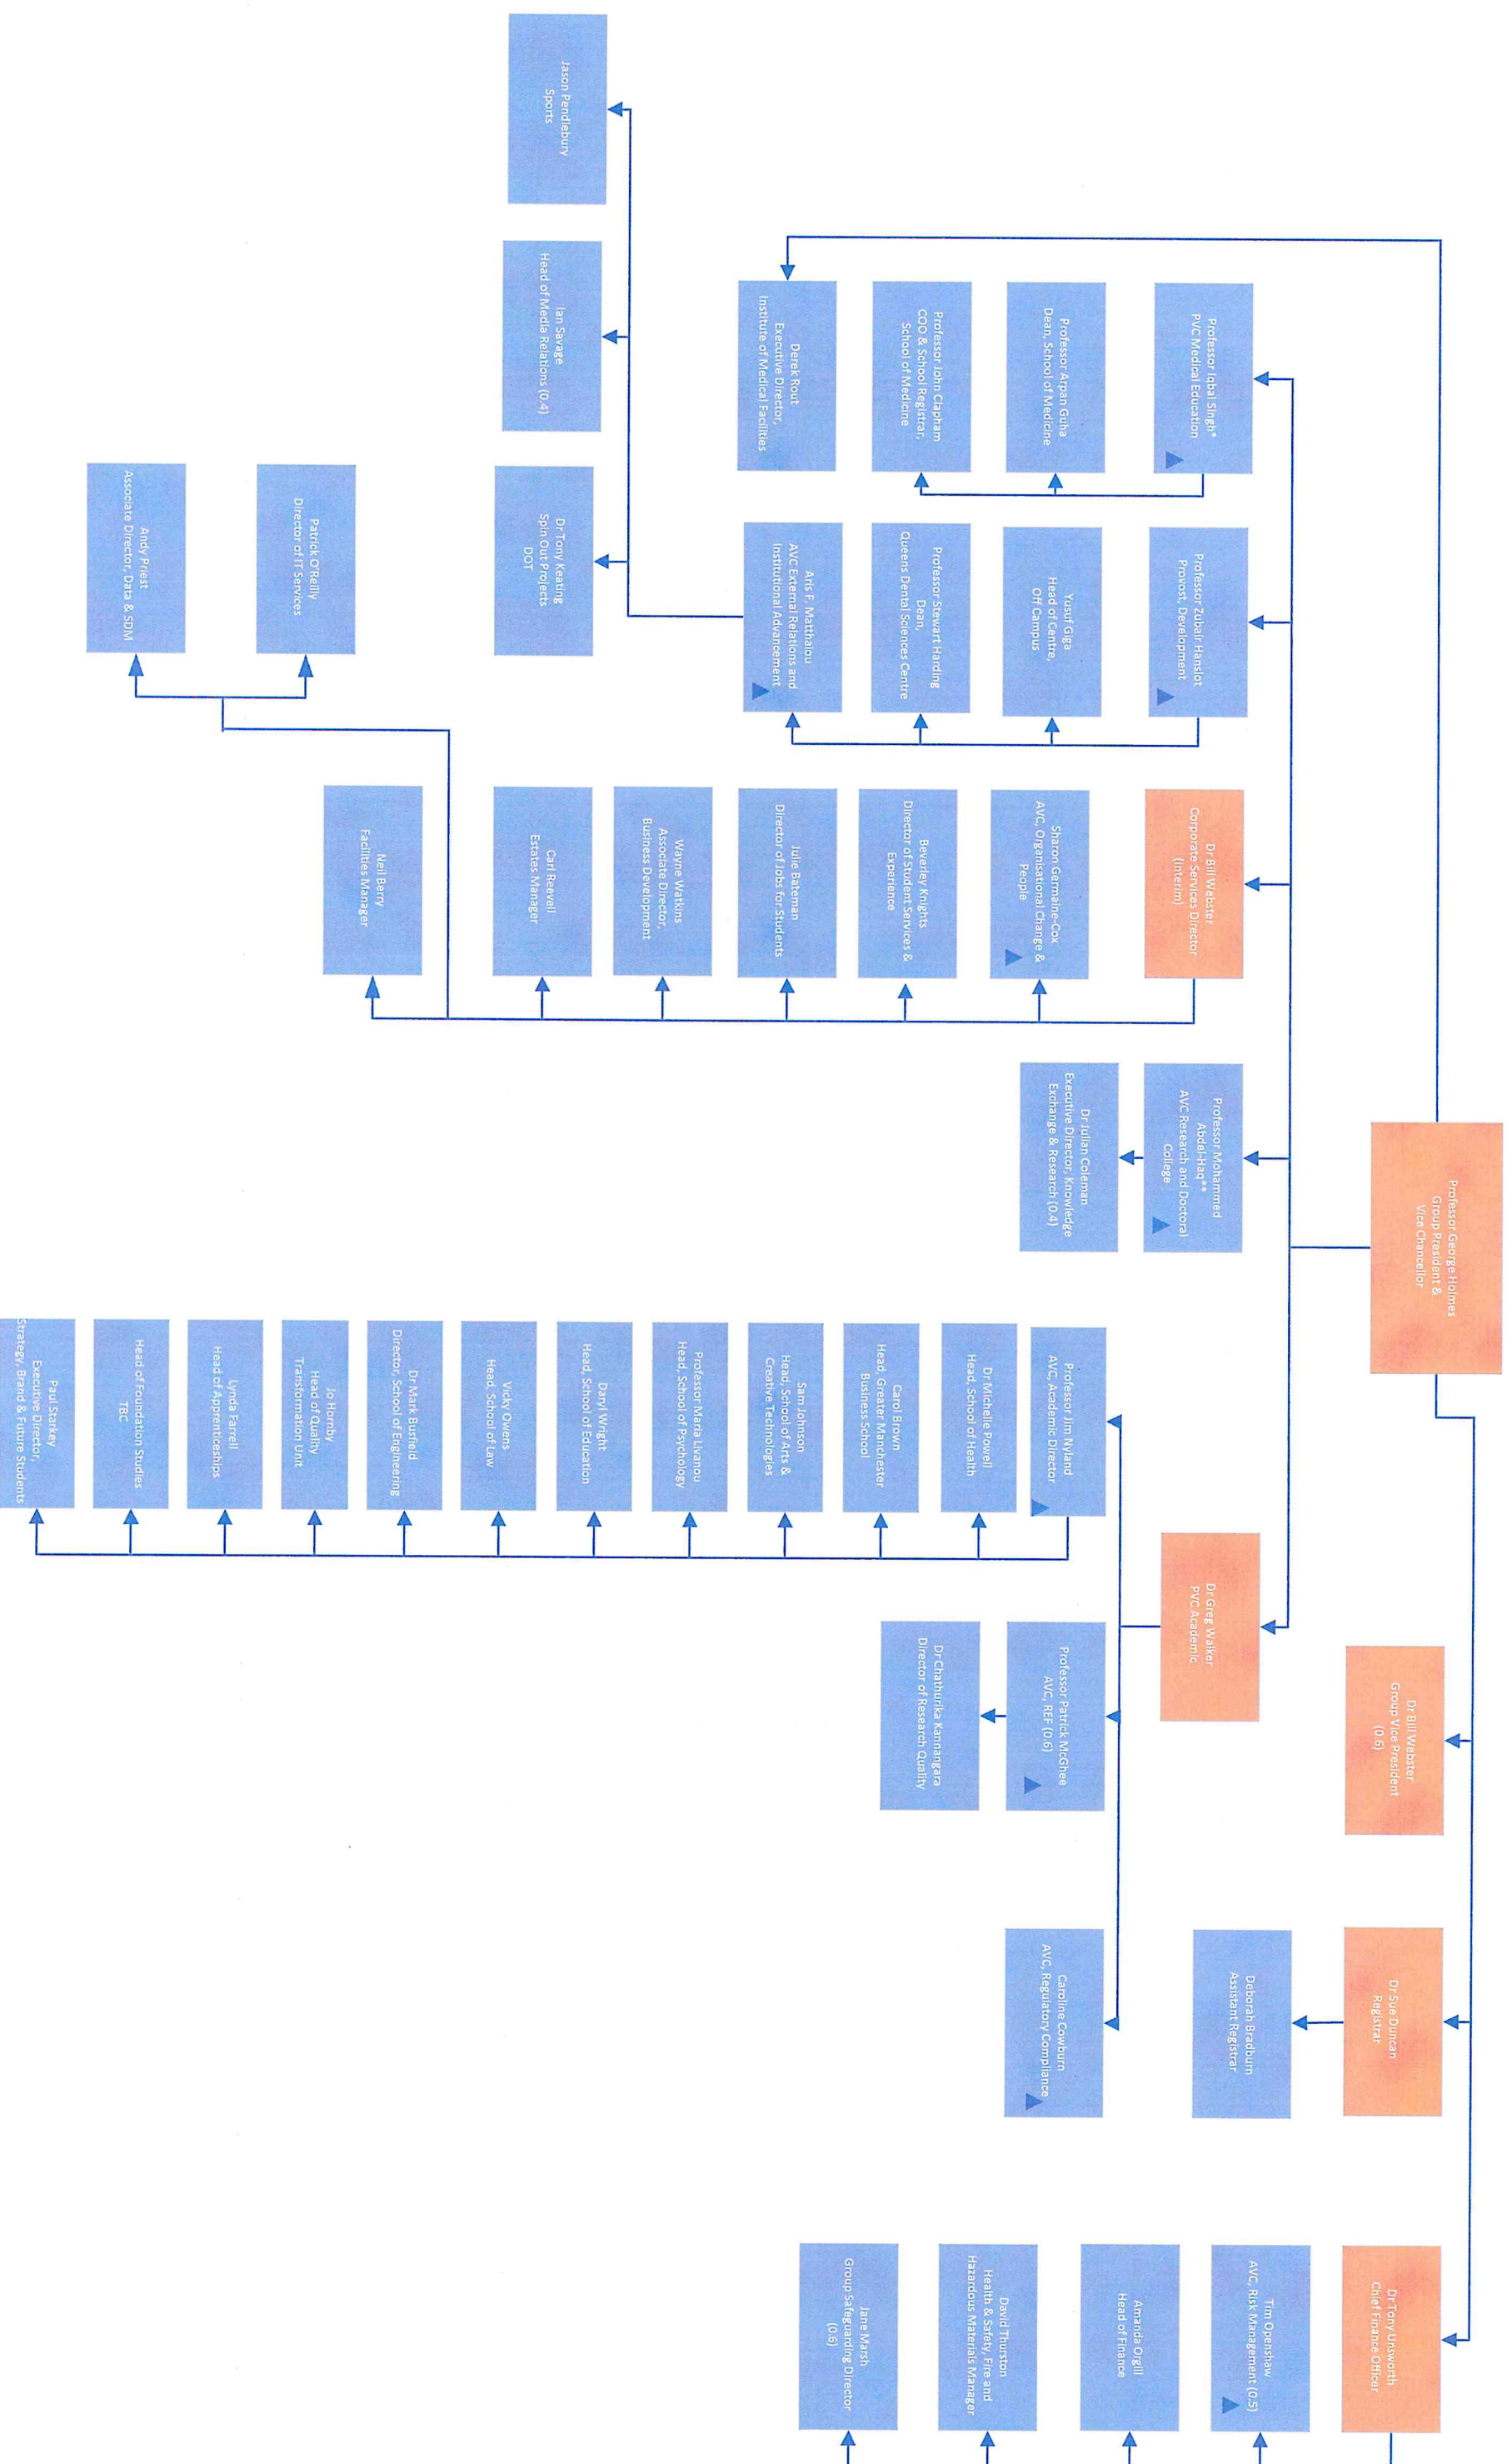 Professor George Holmes
Group President &
Vice Chancellor
Dr Bill Webster
Group Vice President
(0.6)
Dr Sue Duncan
Registrar
Dr Tony Unsworth
Chief Finance Officer
Professor Iqbal Singh*
PVC Medical Education
Professor Zubair Hanslot
Provost, Development
Dr Bill Webster
Corporate Services Director
(Interim)
Professor Mohammed
Abdel-Haq**
AVC Research and Doctoral
College
Dr Greg Walker
PVC Academic
Deborah Bradburn
Assistant Registrar
Tim Openshaw
AVC, Risk Management (0.5)
Professor Arpan Guha
Dean, School of Medicine
Yusuf Giga
Head of Centre,
Off Campus
Sharon Germaine-Cox
AVC, Organisational Change &
People
Dr Julian Coleman
Executive Director, Knowledge
Exchange & Research (0.4)
Professor Jim Nyland
AVC, Academic Director
Professor Patrick McGhee
AVC, REF (0.6)
Caroline Cowburn
AVC, Regulatory Compliance
Amanda Orgill
Head of Finance
Professor John Clapham
COO & School Registrar,
School of Medicine
Professor Stewart Harding
Dean,
Queens Dental Sciences Centre
Beverley Knights
Director of Student Services &
Experience
Dr Michelle Powell
Head, School of Health
Dr Chathurika Kannangara
Director of Research Quality
David Thurston
Health & Safety, Fire and
Hazardous Materials Manager
Derek Rout
Executive Director,
Institute of Medical Facilities
Aris F. Matthaiou
AVC External Relations and
Institutional Advancement
Julie Bateman
Director of Jobs for Students
Carol Brown
Head, Greater Manchester
Business School
Jane Marsh
Group Safeguarding Director
(0.6)
Wayne Watkins
Associate Director,
Business Development
Sam Johnson
Head, School of Arts &
Creative Technologies
Jason Pendlebury
Sports
Ian Savage
Head of Media Relations (0.4)
Dr Tony Keating
Spin Out Projects
DOT
Carl Reevell
Estates Manager
Professor Maria Livanou
Head, School of Psychology
Daryl Wright
Head, School of Education
Neil Berry
Facilities Manager
Vicky Owens
Head, School of Law
Patrick O'Reilly
Director of IT Services
Dr Mark Busfield
Director, School of Engineering
Jo Hornby
Head of Quality
Transformation Unit
Andy Priest
Associate Director, Data & SDM
Lynda Farrell
Head of Apprenticeships
Head of Foundation Studies
TBC
Paul Starkey
Executive Director,
Strategy, Brand & Future Students